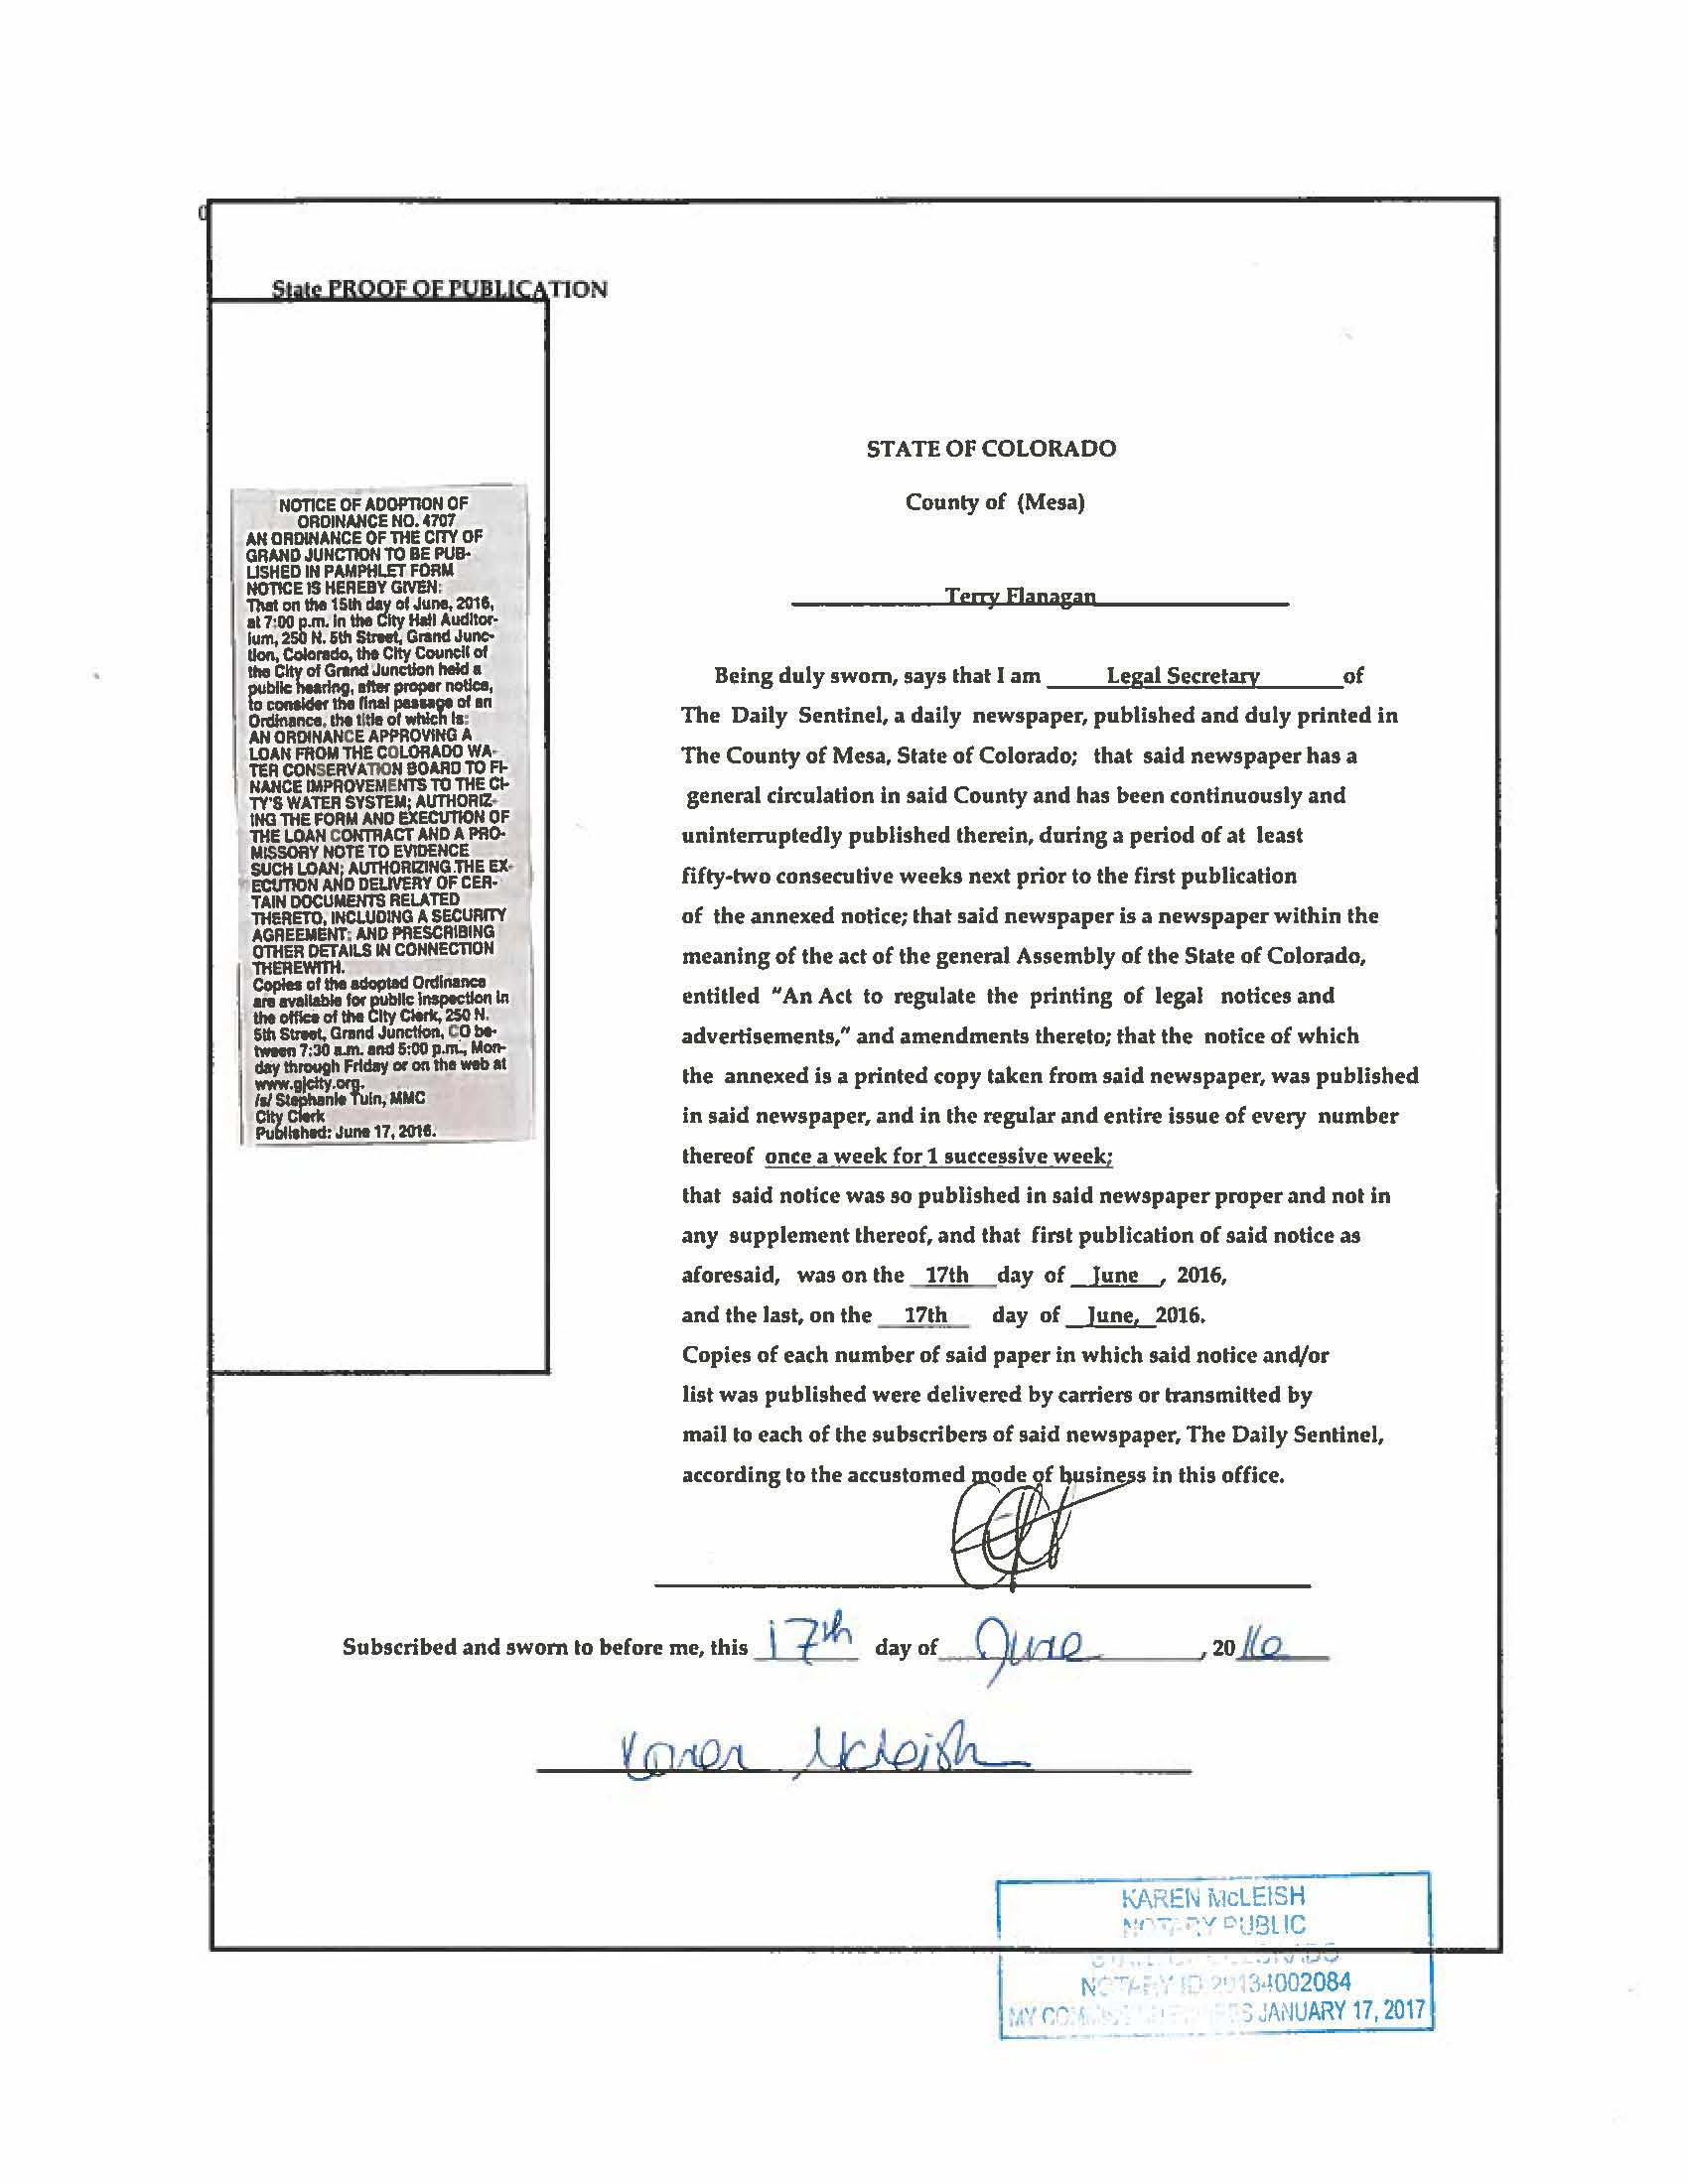 State PROOF OF PUBLICATION
NOTICE OF ADOPTION OF
ORDINANCE NO. 4707
AN ORDINANCE OF THE CITY OF
GRAND JUNCTION TO BE PUB-
LISHED IN PAMPHLET FORM
NOTICE IS HEREBY GIVEN:
That on the 15th day of June, 2016,
at 7:00 p.m. in the City Hall Auditor-
ium, 250 N. 5th Street, Grand Junc-
tion, Colorado, the City Council of
the City of Grand Junction held a
public hearing, after proper notice,
to consider the final passage of an
Ordinance, the title of which is:
AN ORDINANCE APPROVING A
LOAN FROM THE COLORADO WA-
TER CONSERVATION BOARD TO FI-
NANCE IMPROVEMENTS TO THE CI-
TY'S WATER SYSTEM; AUTHORIZ-
ING THE FORM AND EXECUTION OF
THE LOAN CONTRACT AND A PRO-
MISSORY NOTE TO EVIDENCE
SUCH LOAN; AUTHORIZING THE EX-
ECUTION AND DELIVERY OF CER-
TAIN DOCUMENTS RELATED
THERETO, INCLUDING A SECURITY
AGREEMENT; AND PRESCRIBING
OTHER DETAILS IN CONNECTION
THEREWITH.
Copies of the adopted Ordinance
are available for public inspection in
the office of the City Clerk, 250 N.
5th Street, Grand Junction, CO be-
tween 7:30 a.m. and 5:00 p.m., Mon-
day through Friday or on the web at
www.gjcity.org.
/s/ Stephanie Tuin, MMC
City Clerk
Published: June 17, 2016.
STATE OF COLORADO
County of (Mesa)
Terry Flanagan
Being duly sworn, says that I am Legal Secretary of
The Daily Sentinel, a daily newspaper, published and duly printed in
The County of Mesa, State of Colorado; that said newspaper has a
general circulation in said County and has been continuously and
uninterruptedly published therein, during a period of at least
fifty-two consecutive weeks next prior to the first publication
of the annexed notice; that said newspaper is a newspaper within the
meaning of the act of the general Assembly of the State of Colorado,
entitled "An Act to regulate the printing of legal notices and
advertisements," and amendments thereto; that the notice of which
the annexed is a printed copy taken from said newspaper, was published
in said newspaper, and in the regular and entire issue of every number
thereof once a week for 1 successive week;
that said notice was so published in said newspaper proper and not in
any supplement thereof, and that first publication of said notice as
aforesaid, was on the 17th day of June , 2016,
and the last, on the 17th day of June, 2016.
Copies of each number of said paper in which said notice and/or
list was published were delivered by carriers or transmitted by
mail to each of the subscribers of said newspaper, The Daily Sentinel,
according to the accustomed mode of business in this office.
Subscribed and sworn to before me, this 17th day of June , 20 16
Karen McLeish
KAREN McLEISH
NOTARY PUBLIC
NOTARY ID 20134002084
MY JANUARY 17, 2017